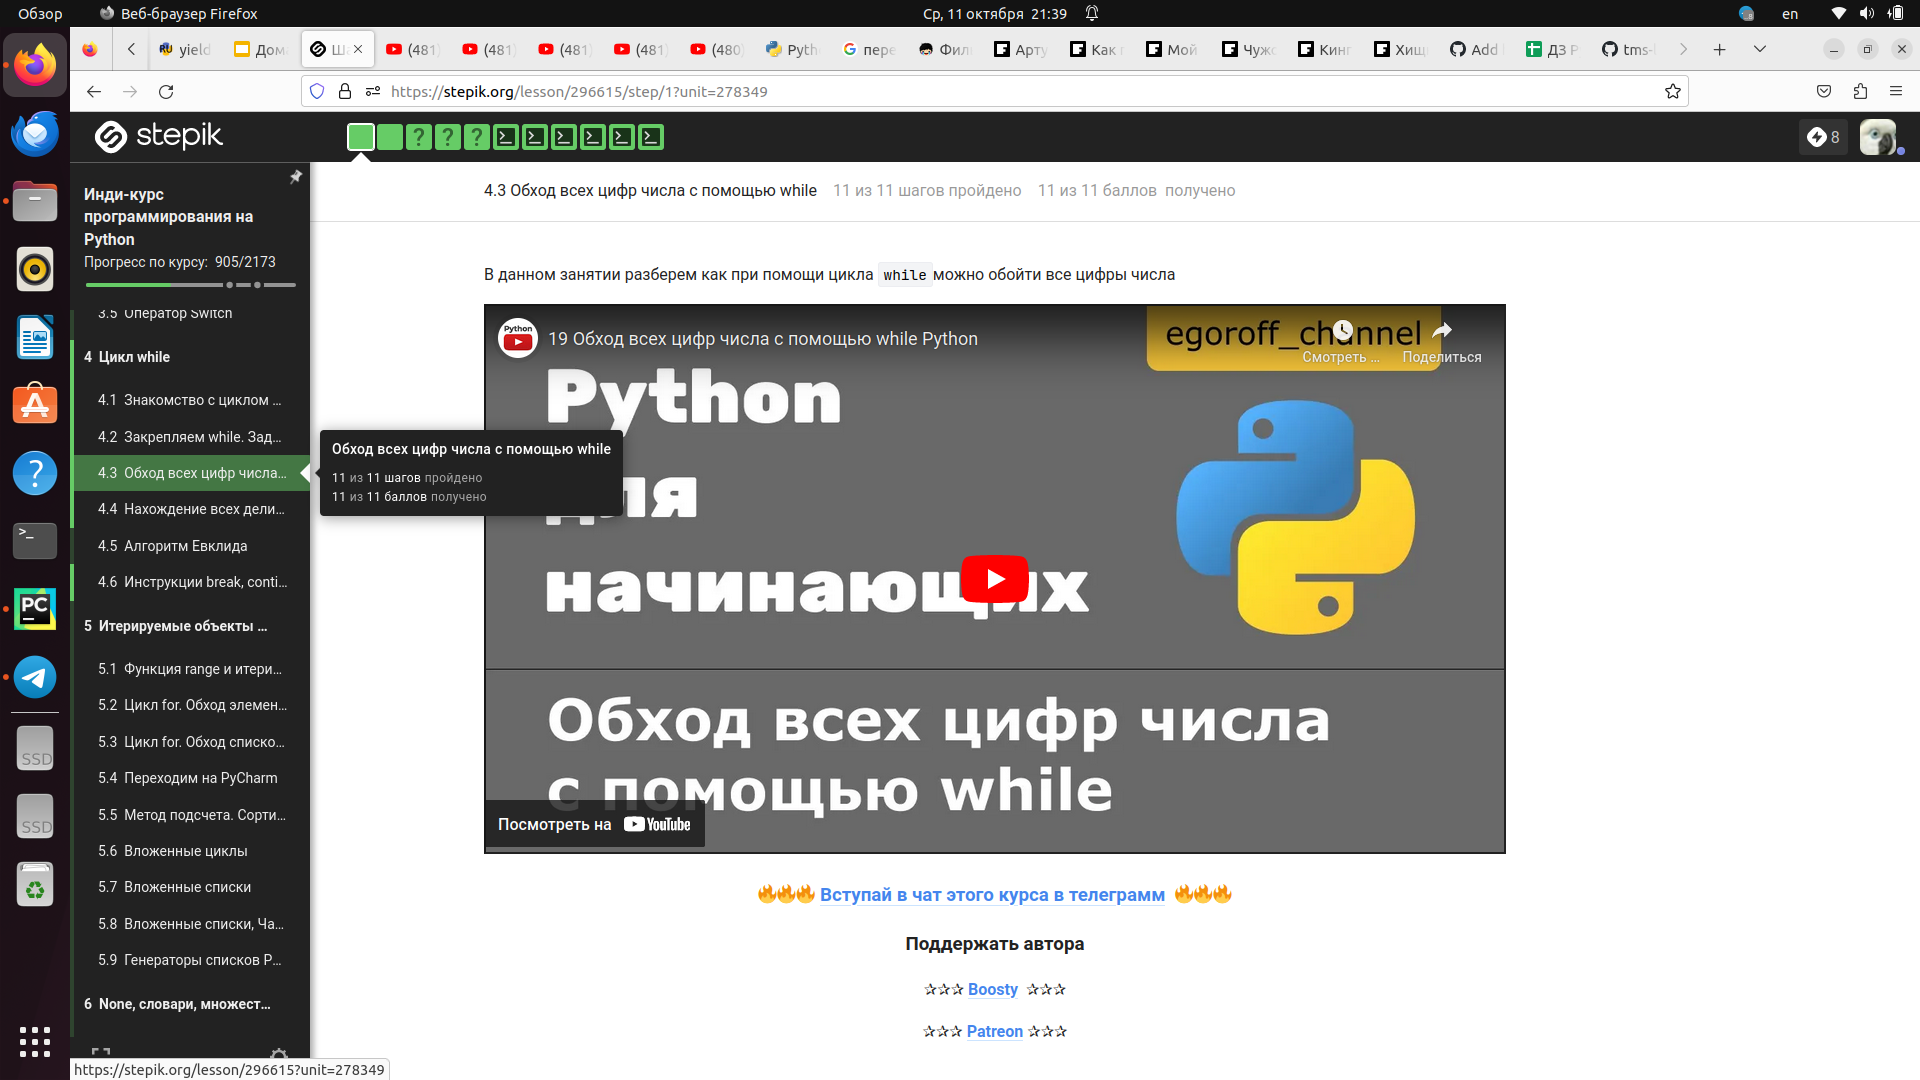 Обзор
Веб-браузер Firefox
Ср, 11 октября 21:39
en
yield
Дома
(481)
(481)
(481)
(481)
(480)
Арту
Как
Мой
Add
ДЗ Р
tms-
https://stepik.org/lesson/296615/step/1?unit=278349
stepik
8
Инди-курс
программирования на
Python
Прогресс по курсу: 905/2173
3.5 Оператор Switch
4 Цикл while
4.1 Знакомство с циклом ...
4.2 Закрепляем while. Зад...
4.3 Обход всех цифр числа...
4.4 Нахождение всех дели...
4.5 Алгоритм Евклида
4.6 Инструкции break, conti...
5 Итерируемые объекты ...
5.1 Функция range и итери...
5.2 Цикл for. Обход элемен...
5.3 Цикл for. Обход списко...
5.4 Переходим на PyCharm
5.5 Метод подсчета. Сорти...
5.6 Вложенные циклы
5.7 Вложенные списки
5.8 Вложенные списки, Ча...
5.9 Генераторы списков P...
6 None, словари, множест...
Обход всех цифр числа с помощью while
11 из 11 шагов пройдено
11 из 11 баллов получено
4.3 Обход всех цифр числа с помощью while 11 из 11 шагов пройдено 11 из 11 баллов получено
В данном занятии разберем как при помощи цикла while можно обойти все цифры числа
Python
19 Обход всех цифр числа с помощью while Python
egoroff_channel
Смотреть ...
Поделиться
Python
для
начинающих
Обход всех цифр числа
с помощью while
Посмотреть на YouTube
Вступай в чат этого курса в телеграмм
Поддержать автора
☆☆☆ Boosty ☆☆☆
☆☆☆ Patreon ☆☆☆
PC
SSD
SSD
https://stepik.org/lesson/296615?unit=278349